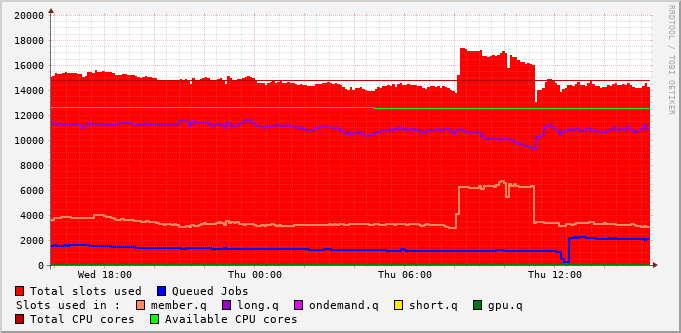 20000
18000
16000
14000
12000
10000
8000
6000
4000
2000
0
Wed 18:00 Thu 00:00 Thu 06:00 Thu 12:00
RRDTOOL / TOBI OETIKER
Total slots used Queued Jobs
Slots used in : member.q long.q ondemand.q short.q gpu.q
Total CPU cores Available CPU cores